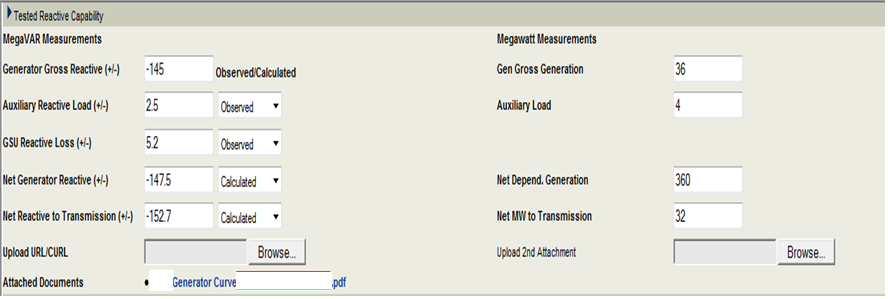 Tested Reactive Capability
MegaVAR Measurements Megawatt Measurements
Generator Gross Reactive (+/-) -145 Observed/Calculated Gen Gross Generation 36
Auxiliary Reactive Load (+/-) 2.5 Observed Auxiliary Load 4
GSU Reactive Loss (+/-) 5.2 Observed
Net Generator Reactive (+/-) -147.5 Calculated Net Depend. Generation 360
Net Reactive to Transmission (+/-) -152.7 Calculated Net MW to Transmission 32
Upload URL/CURL Browse... Upload 2nd Attachment Browse...
Attached Documents • Generator Curve .pdf